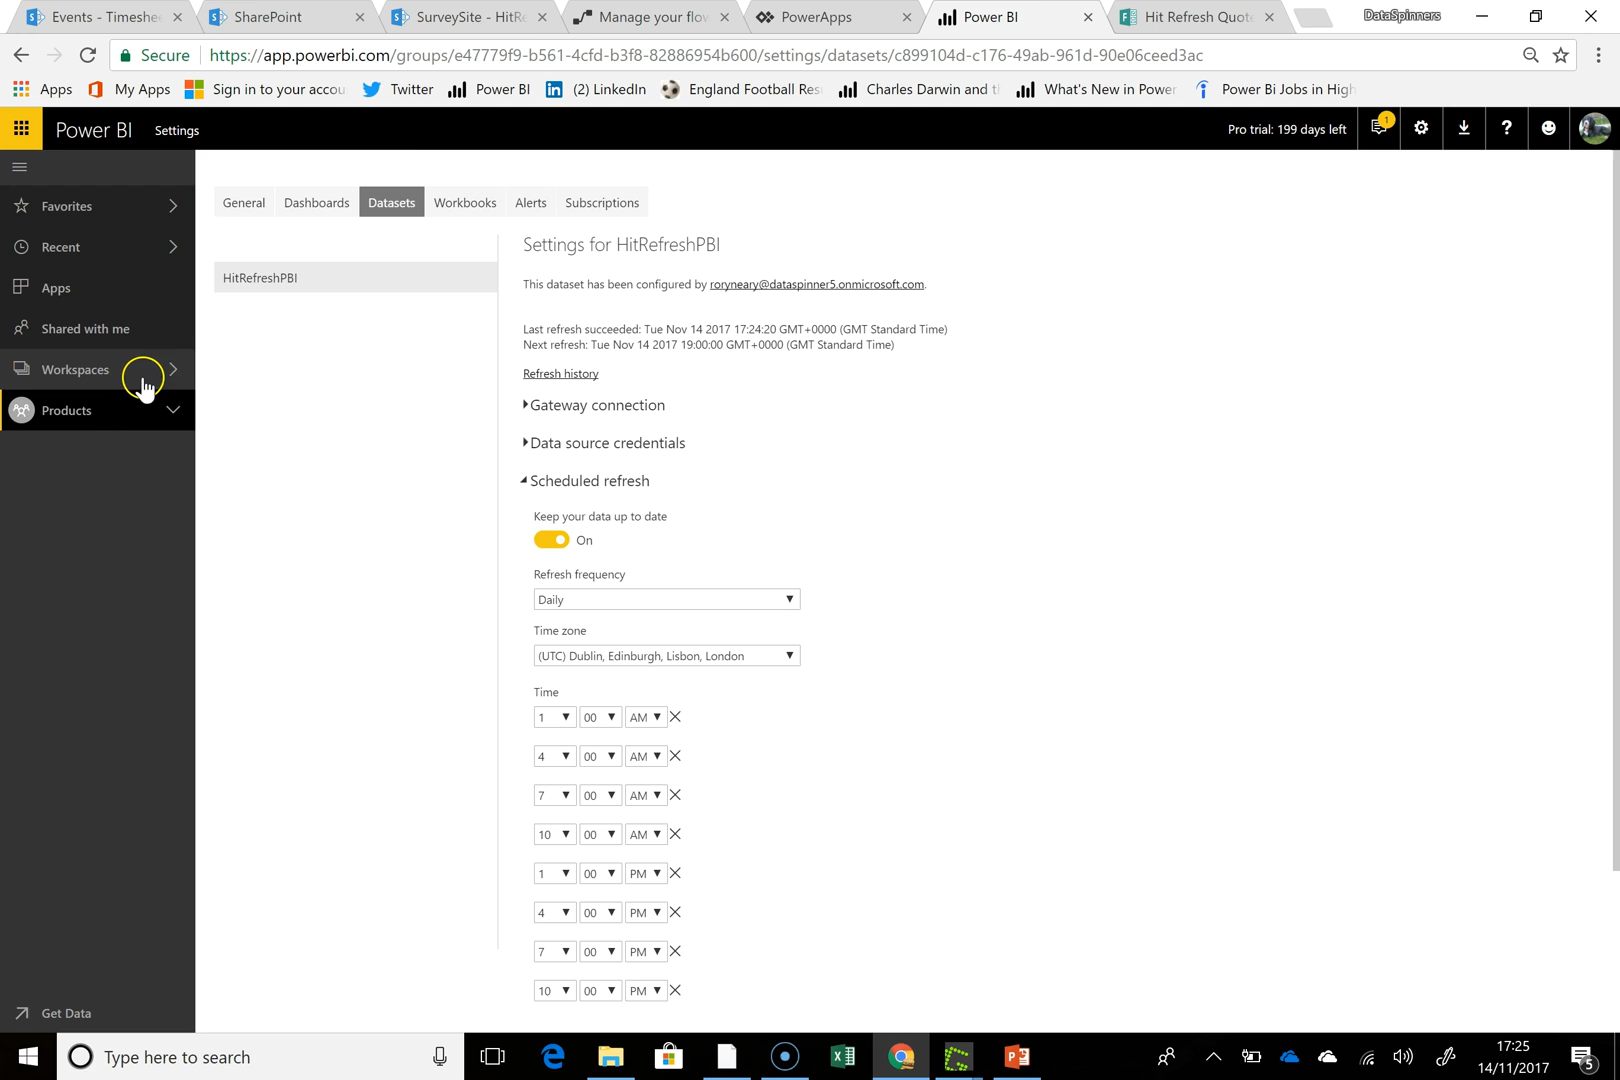 Events - Timeshe
SharePoint
SurveySite - HitRe
Manage your flow
PowerApps
Power BI
Hit Refresh Quote
DataSpinners
Secure
https://app.powerbi.com/groups/e47779f9-b561-4cfd-b3f8-82886954b600/settings/datasets/c899104d-c176-49ab-961d-90e06ceed3ac
Apps
My Apps
Sign in to your accou
Twitter
Power BI
(2) LinkedIn
England Football Res
Charles Darwin and t
What's New in Power
Power Bi Jobs in High
Power BI
Settings
Pro trial: 199 days left
1
Favorites
Recent
Apps
Shared with me
Workspaces
Products
Get Data
General
Dashboards
Datasets
Workbooks
Alerts
Subscriptions
HitRefreshPBI
Settings for HitRefreshPBI
This dataset has been configured by roryneary@dataspinner5.onmicrosoft.com.
Last refresh succeeded: Tue Nov 14 2017 17:24:20 GMT+0000 (GMT Standard Time)
Next refresh: Tue Nov 14 2017 19:00:00 GMT+0000 (GMT Standard Time)
Refresh history
Gateway connection
Data source credentials
Scheduled refresh
Keep your data up to date
On
Refresh frequency
Daily
Time zone
(UTC) Dublin, Edinburgh, Lisbon, London
Time
1 00 AM
4 00 AM
7 00 AM
10 00 AM
1 00 PM
4 00 PM
7 00 PM
10 00 PM
Type here to search
17:25
14/11/2017
5